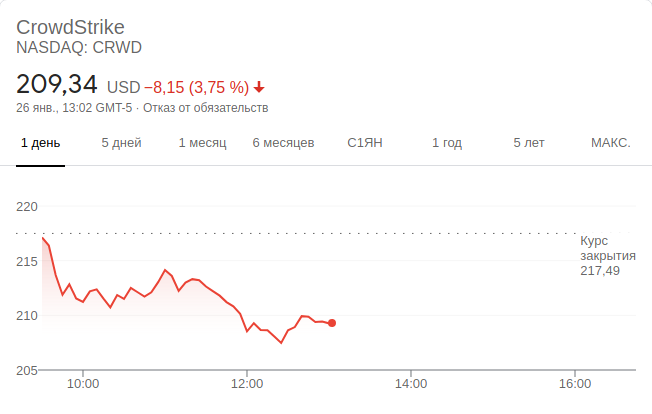 CrowdStrike
NASDAQ: CRWD
209,34 USD −8,15 (3,75 %)
26 янв., 13:02 GMT-5 · Отказ от обязательств
1 день 5 дней 1 месяц 6 месяцев С1ЯН 1 год 5 лет МАКС.
220
215
210
205
Курс
закрытия
217,49
10:00 12:00 14:00 16:00